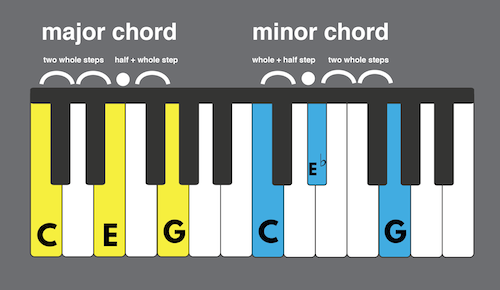 major chord
minor chord
two whole steps
half + whole step
whole + half step
two whole steps
C
E
G
C
E♭
G